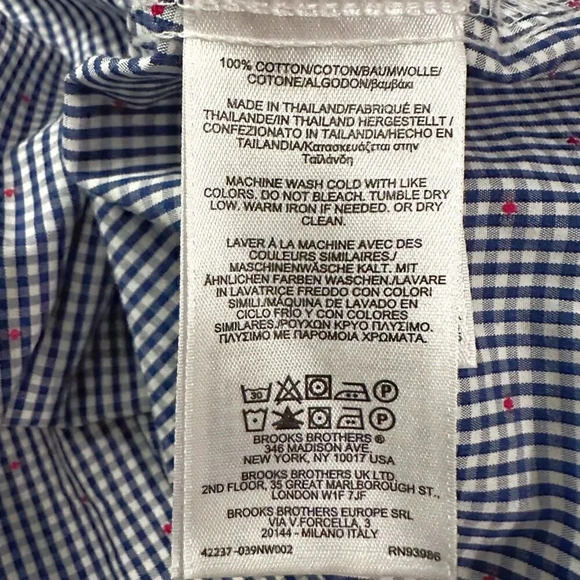 100% COTTON/COTON/BAUMWOLLE/
COTONE/ALGODON/βαμβάκι
MADE IN THAILAND/FABRIQUÉ EN
THAILANDE/IN THAILAND HERGESTELLT /
CONFEZIONATO IN TAILANDIA/HECHO EN
TAILANDIA/Κατασκευάζεται στην
Ταϊλάνδη
MACHINE WASH COLD WITH LIKE
COLORS. DO NOT BLEACH. TUMBLE DRY
LOW. WARM IRON IF NEEDED. OR DRY
CLEAN.
LAVER À LA MACHINE AVEC DES
COULEURS SIMILAIRES./
MASCHINENWÄSCHE KALT. MIT
ÄHNLICHEN FARBEN WASCHEN./LAVARE
IN LAVATRICE FREDDO CON COLORI
SIMILI./MÁQUINA DE LAVADO EN
CICLO FRÍO Y CON COLORES
SIMILARES./ΡΟΥΧΩΝ ΚΡΥΟ ΠΛΥΣΙΜΟ.
ΠΛΥΣΙΜΟ ΜΕ ΠΑΡΟΜΟΙΑ ΧΡΩΜΑΤΑ.
30 P
P
BROOKS BROTHERS ®
346 MADISON AVE
NEW YORK, NY 10017 USA
BROOKS BROTHERS UK LTD
2ND FLOOR, 35 GREAT MARLBOROUGH ST.,
LONDON W1F 7JF
BROOKS BROTHERS EUROPE SRL
VIA V.FORCELLA, 3
20144 - MILANO ITALY
42237-039NW002 RN93986